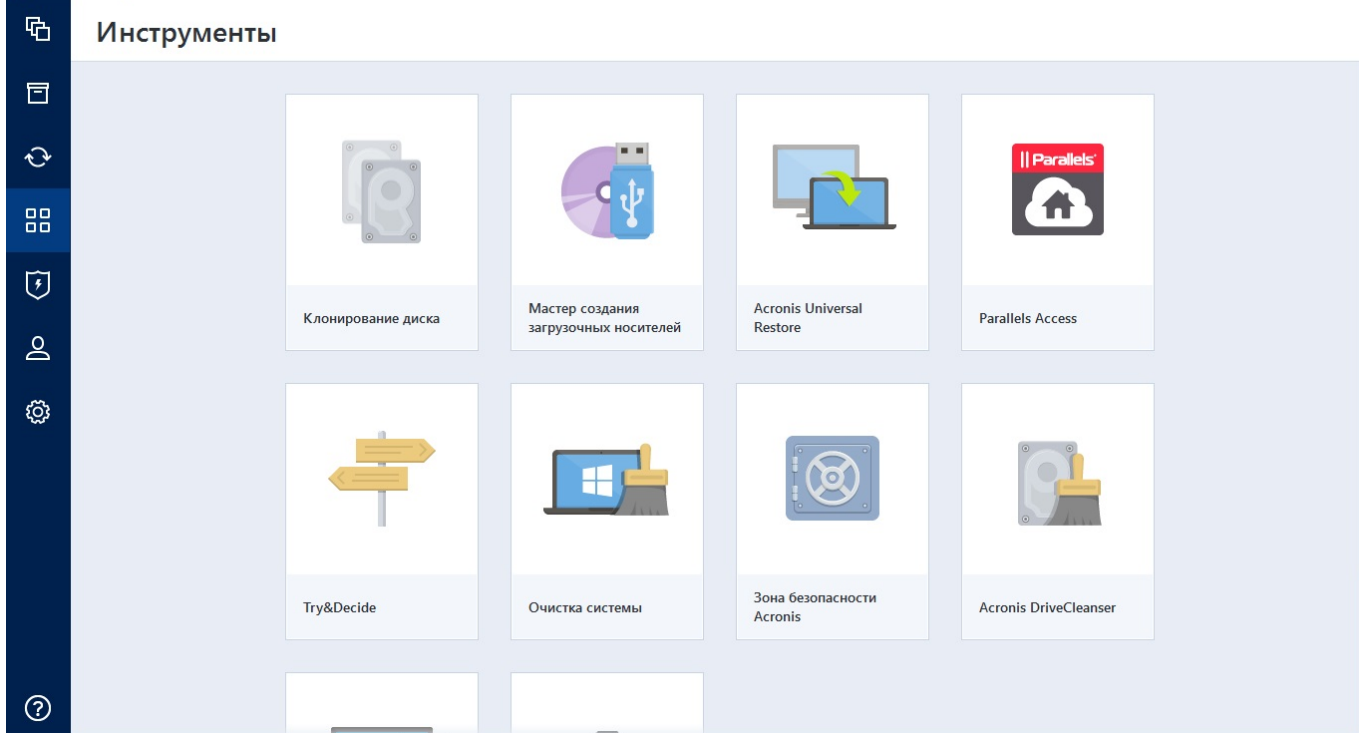 Инструменты
|| Parallels®
Клонирование диска
Мастер создания
загрузочных носителей
Acronis Universal
Restore
Parallels Access
Try&Decide
Очистка системы
Зона безопасности
Acronis
Acronis DriveCleanser